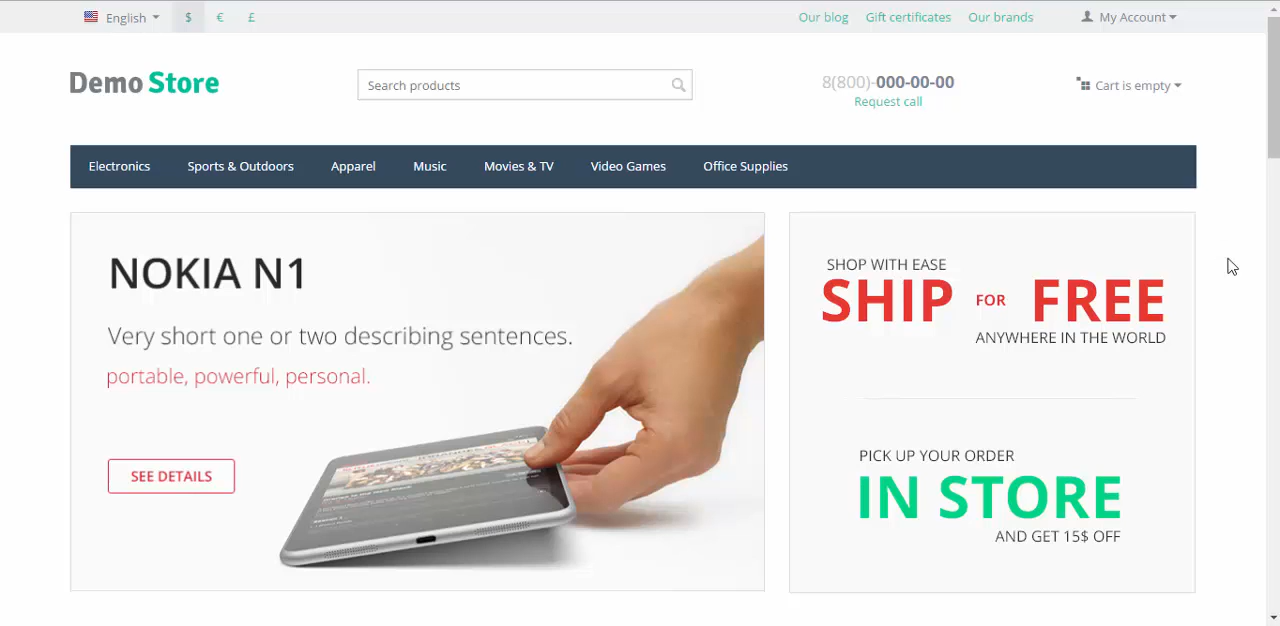 English $ € £ Our blog Gift certificates Our brands My Account
Demo Store Search products 8(800)-000-00-00 Cart is empty
Request call
Electronics Sports & Outdoors Apparel Music Movies & TV Video Games Office Supplies
NOKIA N1
Very short one or two describing sentences.
portable, powerful, personal.
SEE DETAILS
SHOP WITH EASE
SHIP FOR FREE
ANYWHERE IN THE WORLD
PICK UP YOUR ORDER
IN STORE
AND GET 15$ OFF